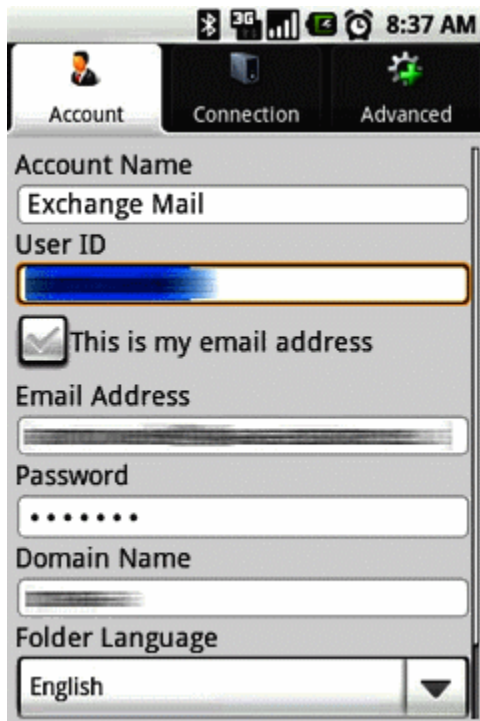 3G 8:37 AM
Account Connection Advanced
Account Name
Exchange Mail
User ID
This is my email address
Email Address
Password
•••••••
Domain Name
Folder Language
English